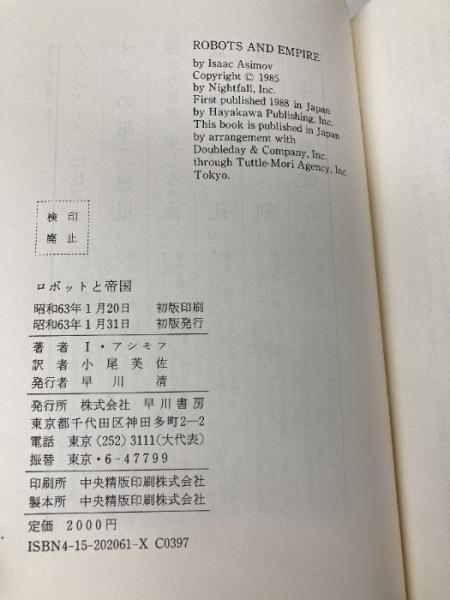 ROBOTS AND EMPIRE
by Isaac Asimov
Copyright © 1985
by Nightfall, Inc.
First published 1988 in Japan
by Hayakawa Publishing, Inc.
This book is published in Japan
by arrangement with
Doubleday & Company, Inc.
through Tuttle-Mori Agency, Inc.
Tokyo.
検印
廃止
ロボットと帝国
昭和63年1月20日 初版印刷
昭和63年1月31日 初版発行
著者 I・アシモフ
訳者 小尾芙佐
発行者 早川清
発行所 株式会社 早川書房
東京都千代田区神田多町2―2
電話 東京(252)3111(大代表)
振替 東京・6-47799
印刷所 中央精版印刷株式会社
製本所 中央精版印刷株式会社
定価 2000円
ISBN4-15-202061-X C0397